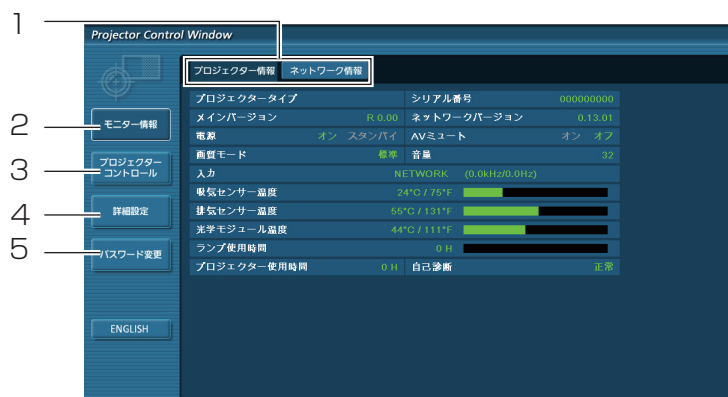 1
Projector Control Window
プロジェクター情報 ネットワーク情報
プロジェクタータイプ シリアル番号 000000000
2 モニター情報
メインバージョン R 0.00 ネットワークバージョン 0.13.01
電源 オン スタンバイ AVミュート オン オフ
画質モード 標準 音量 32
3 プロジェクター
コントロール
入力 NETWORK (0.0kHz/0.0Hz)
吸気センサー温度 24°C / 75°F
4 詳細設定
排気センサー温度 55°C / 131°F
光学モジュール温度 44°C / 111°F
5 パスワード変更
ランプ使用時間 0 H
プロジェクター使用時間 0 H 自己診断 正常
ENGLISH